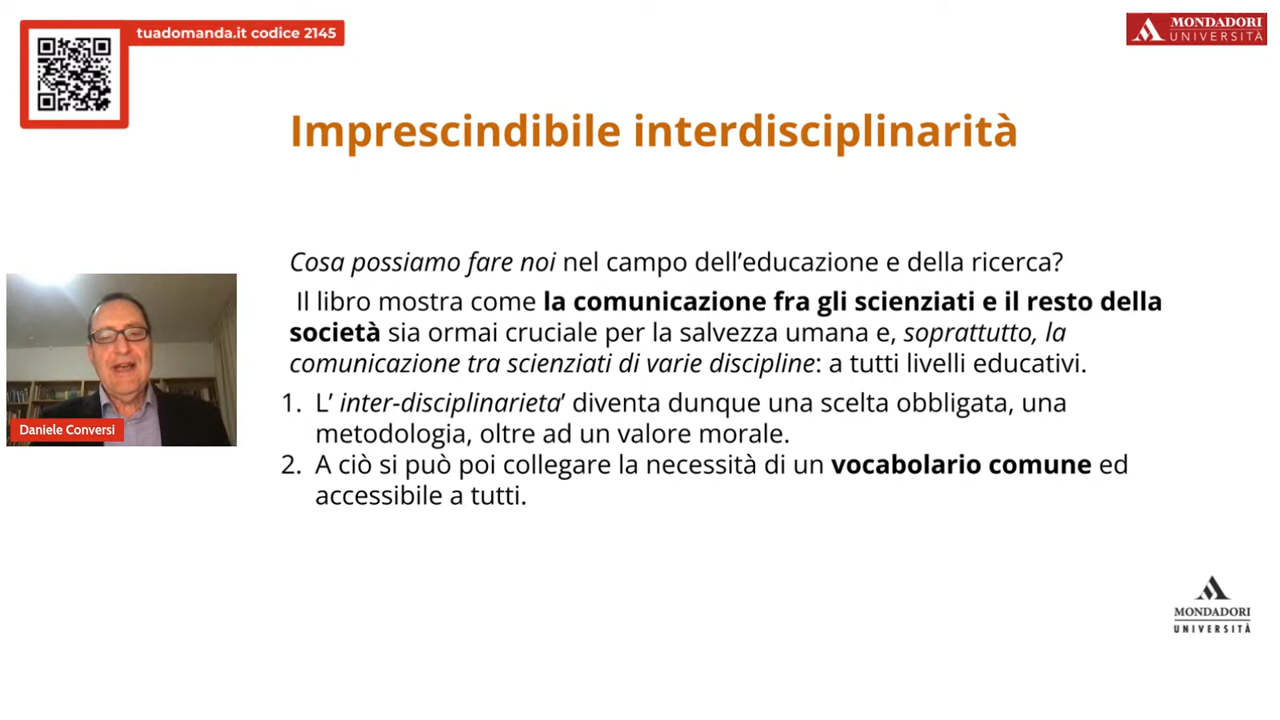 tuadomanda.it codice 2145
MONDADORI
UNIVERSITÀ
Imprescindibile interdisciplinarità
Cosa possiamo fare noi nel campo dell’educazione e della ricerca?
Il libro mostra come la comunicazione fra gli scienziati e il resto della
società sia ormai cruciale per la salvezza umana e, soprattutto, la
comunicazione tra scienziati di varie discipline: a tutti livelli educativi.
1. L’ inter-disciplinarieta’ diventa dunque una scelta obbligata, una
metodologia, oltre ad un valore morale.
2. A ciò si può poi collegare la necessità di un vocabolario comune ed
accessibile a tutti.
Daniele Conversi
MONDADORI
UNIVERSITÀ